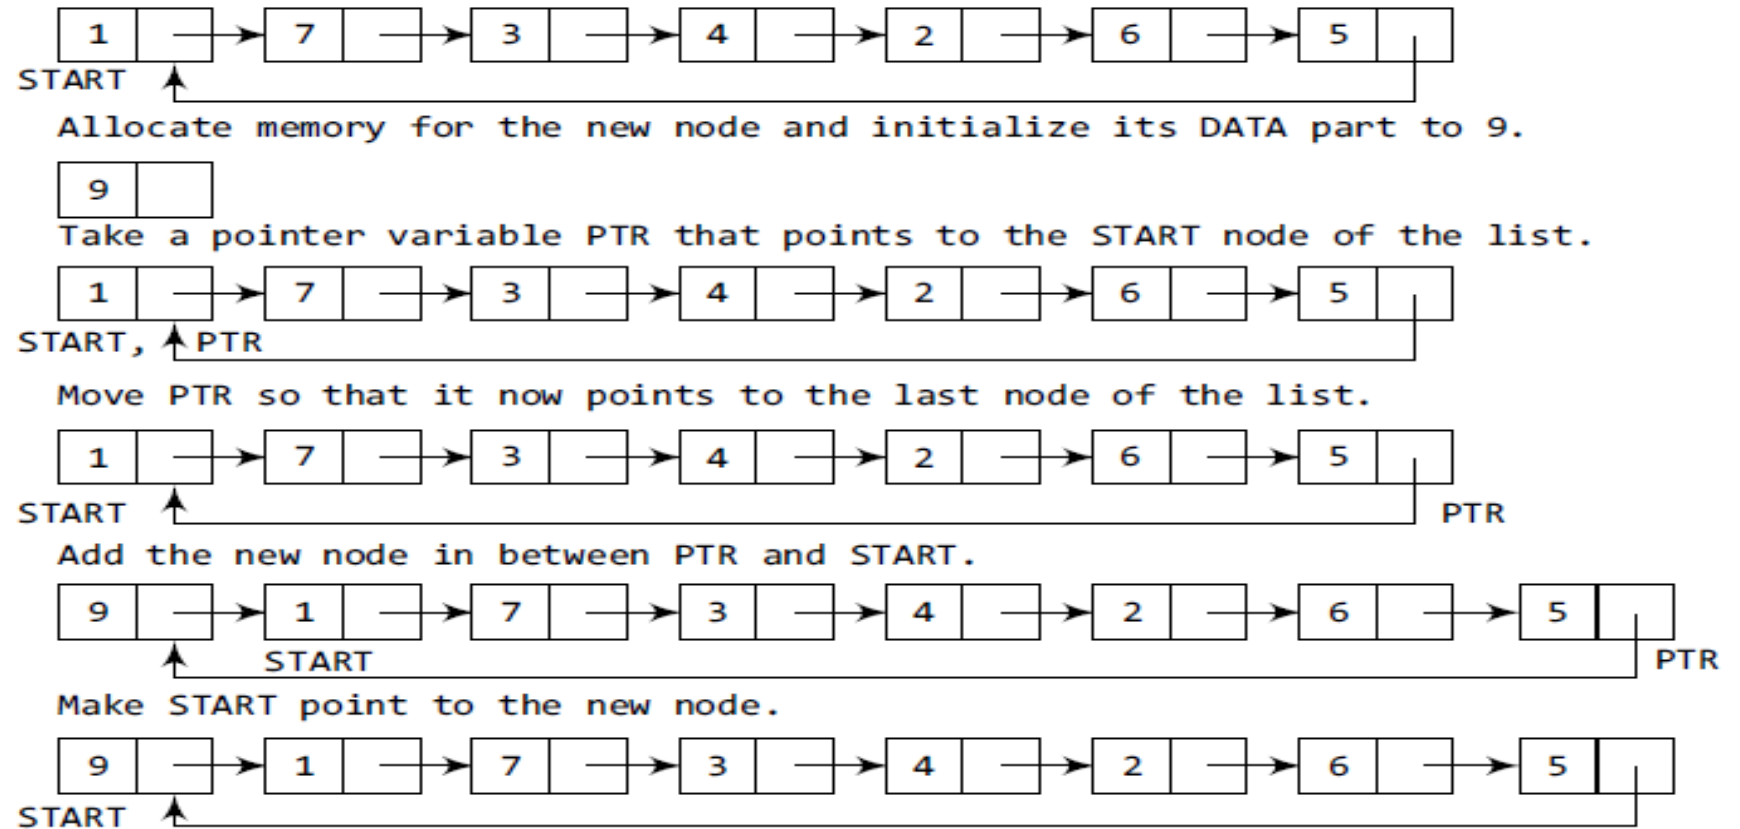 1 7 3 4 2 6 5
START
Allocate memory for the new node and initialize its DATA part to 9.
9
Take a pointer variable PTR that points to the START node of the list.
1 7 3 4 2 6 5
START, PTR
Move PTR so that it now points to the last node of the list.
1 7 3 4 2 6 5
START PTR
Add the new node in between PTR and START.
9 1 7 3 4 2 6 5
START PTR
Make START point to the new node.
9 1 7 3 4 2 6 5
START